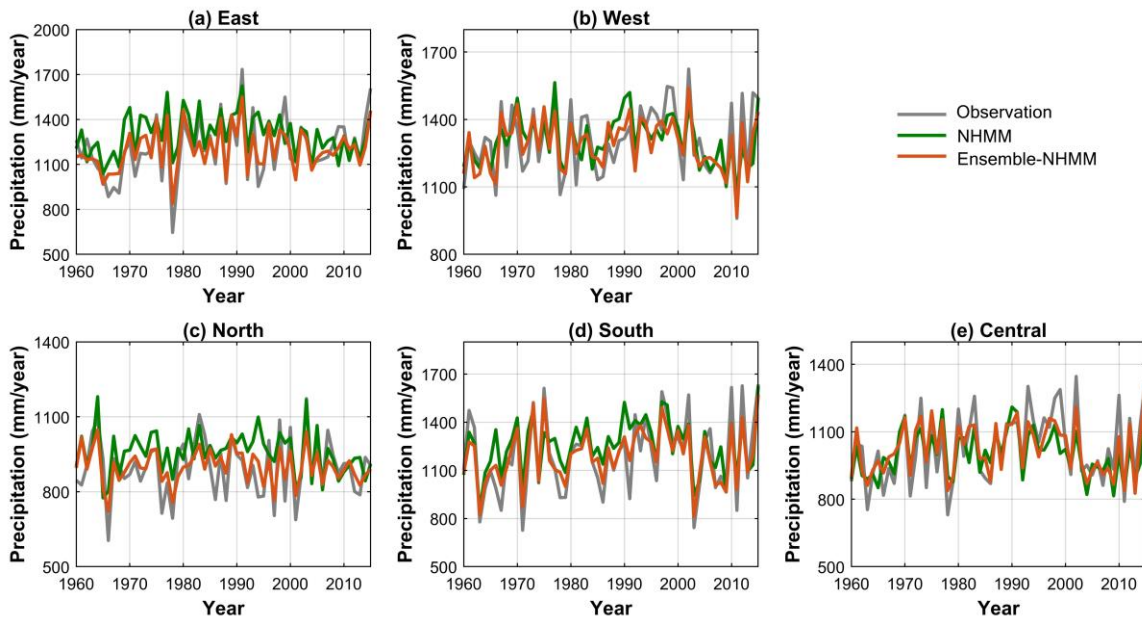 (a) East
Precipitation (mm/year)
2000
1700
1400
1100
800
500
1960 1970 1980 1990 2000 2010
Year
(b) West
Precipitation (mm/year)
1700
1400
1100
800
1960 1970 1980 1990 2000 2010
Year
Observation
NHMM
Ensemble-NHMM
(c) North
Precipitation (mm/year)
1400
1100
800
500
1960 1970 1980 1990 2000 2010
Year
(d) South
Precipitation (mm/year)
1700
1400
1100
800
500
1960 1970 1980 1990 2000 2010
Year
(e) Central
Precipitation (mm/year)
1400
1100
800
500
1960 1970 1980 1990 2000 2010
Year